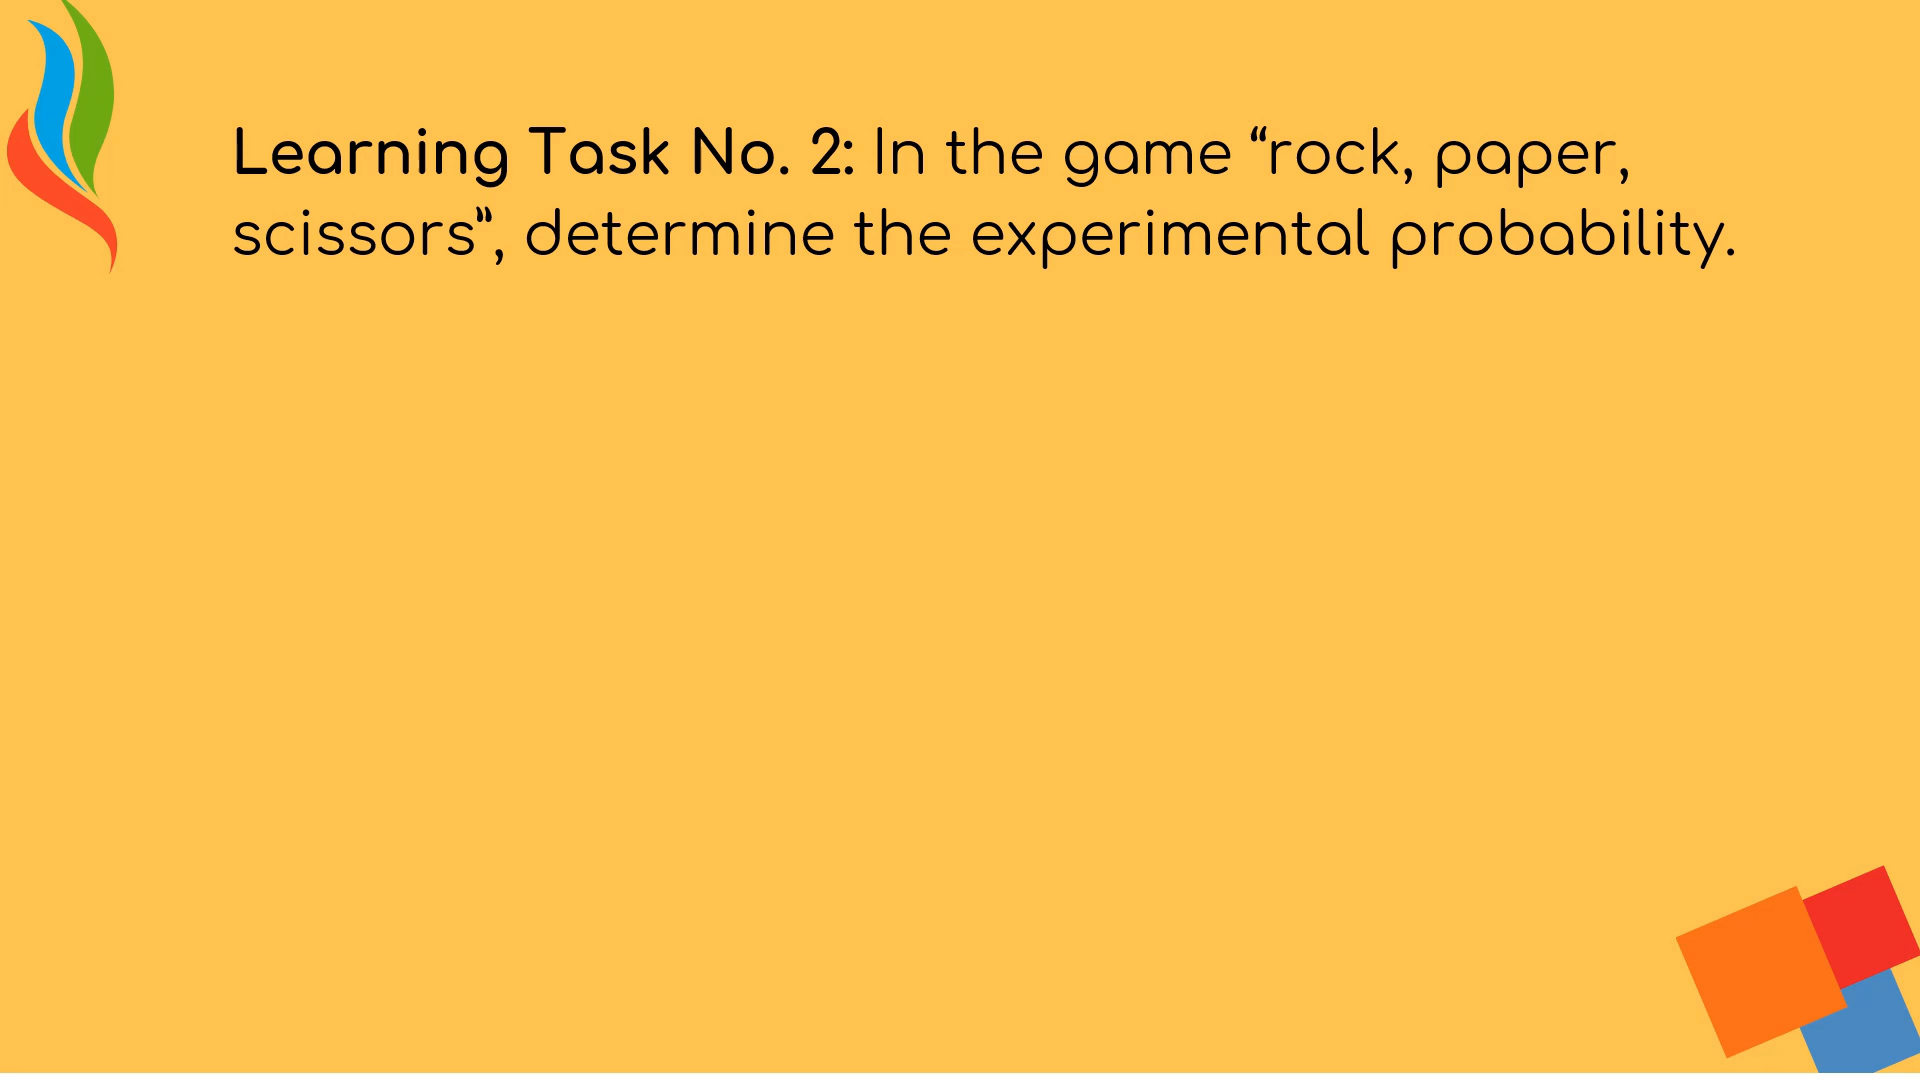 Learning Task No. 2: In the game “rock, paper,
scissors”, determine the experimental probability.